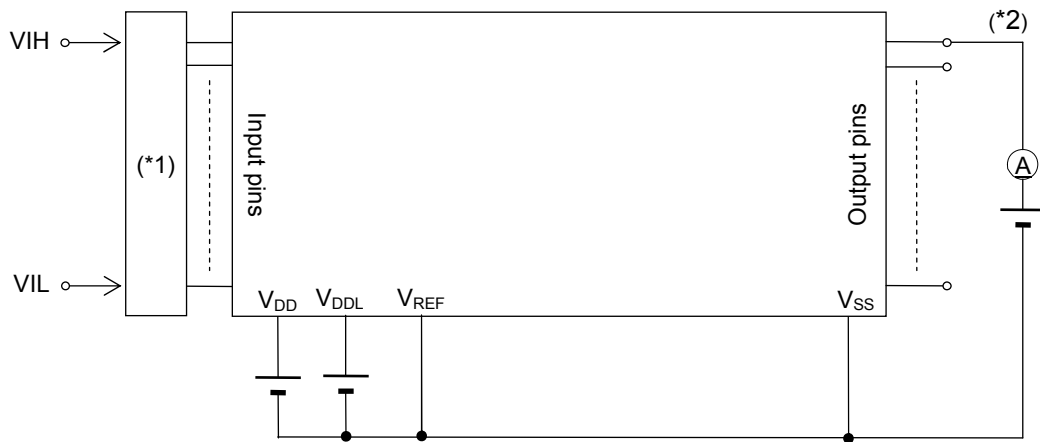 (*2)
VIH
(*1)
Input pins
Output pins
A
VIL
VDD
VDDL
VREF
VSS